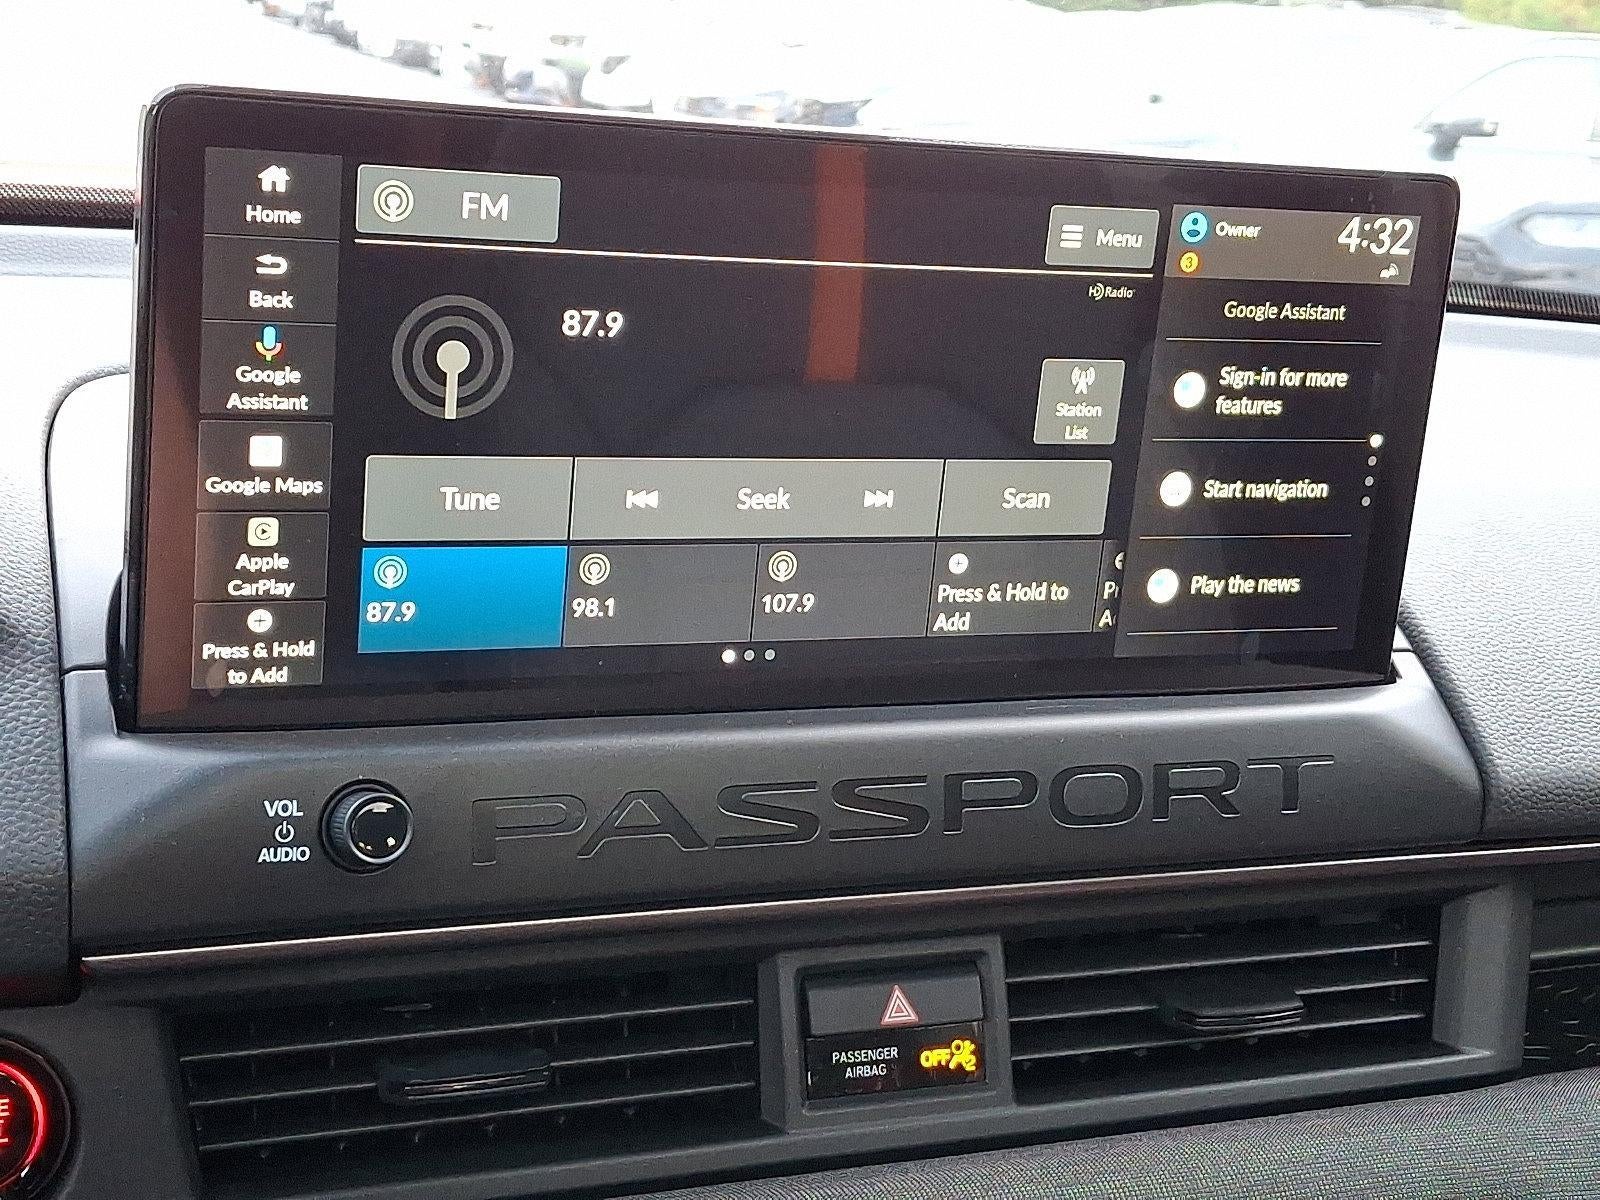 Home
FM
Menu
Owner
4:32
3
Back
HD Radio
87.9
Google Assistant
Google
Assistant
Station
List
Sign-in for more
features
Google Maps
Tune
Seek
Scan
Start navigation
Apple
CarPlay
87.9
98.1
107.9
Press & Hold to
Add
Play the news
Press & Hold
to Add
VOL
AUDIO
PASSPORT
PASSENGER
AIRBAG
OFF
2